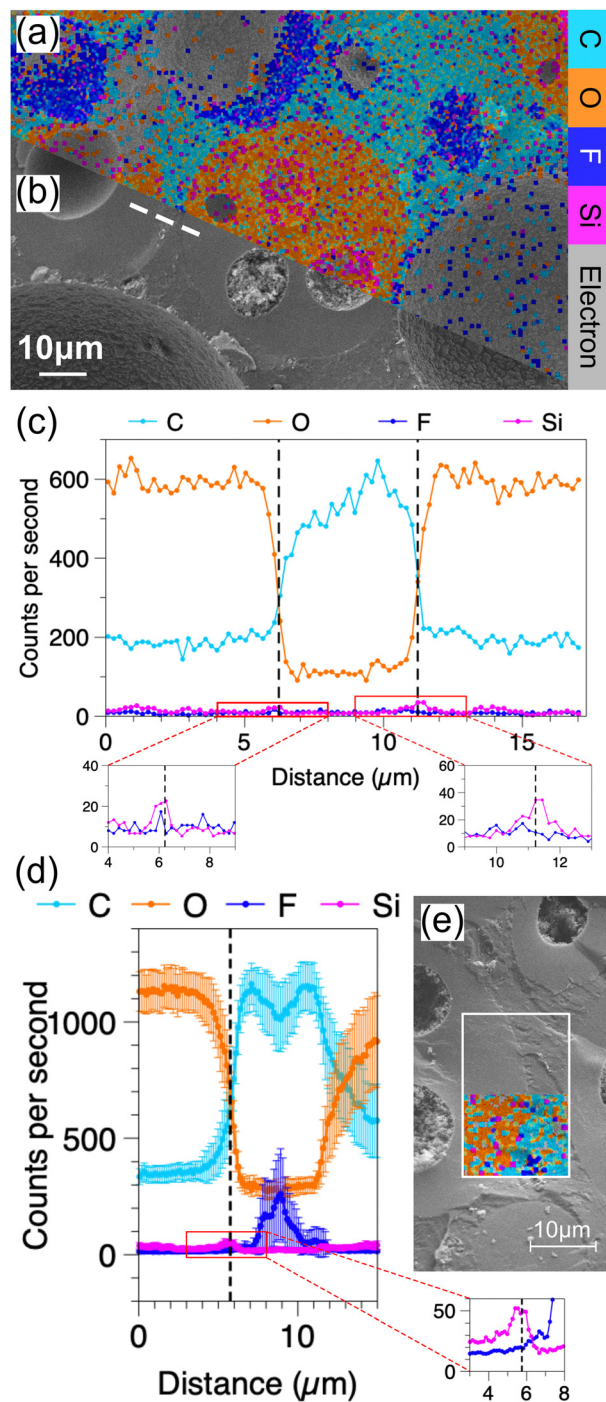 (a)
C
O
F
Si
Electron
(b)
10μm
(c)
C O F Si
Counts per second
600
400
200
0
0 5 10 15
Distance (μm)
40
20
0
4 6 8
60
40
20
0
10 12
(d)
C O F Si
Counts per second
1000
500
0
0 10
Distance (μm)
(e)
10μm
50
0
4 6 8